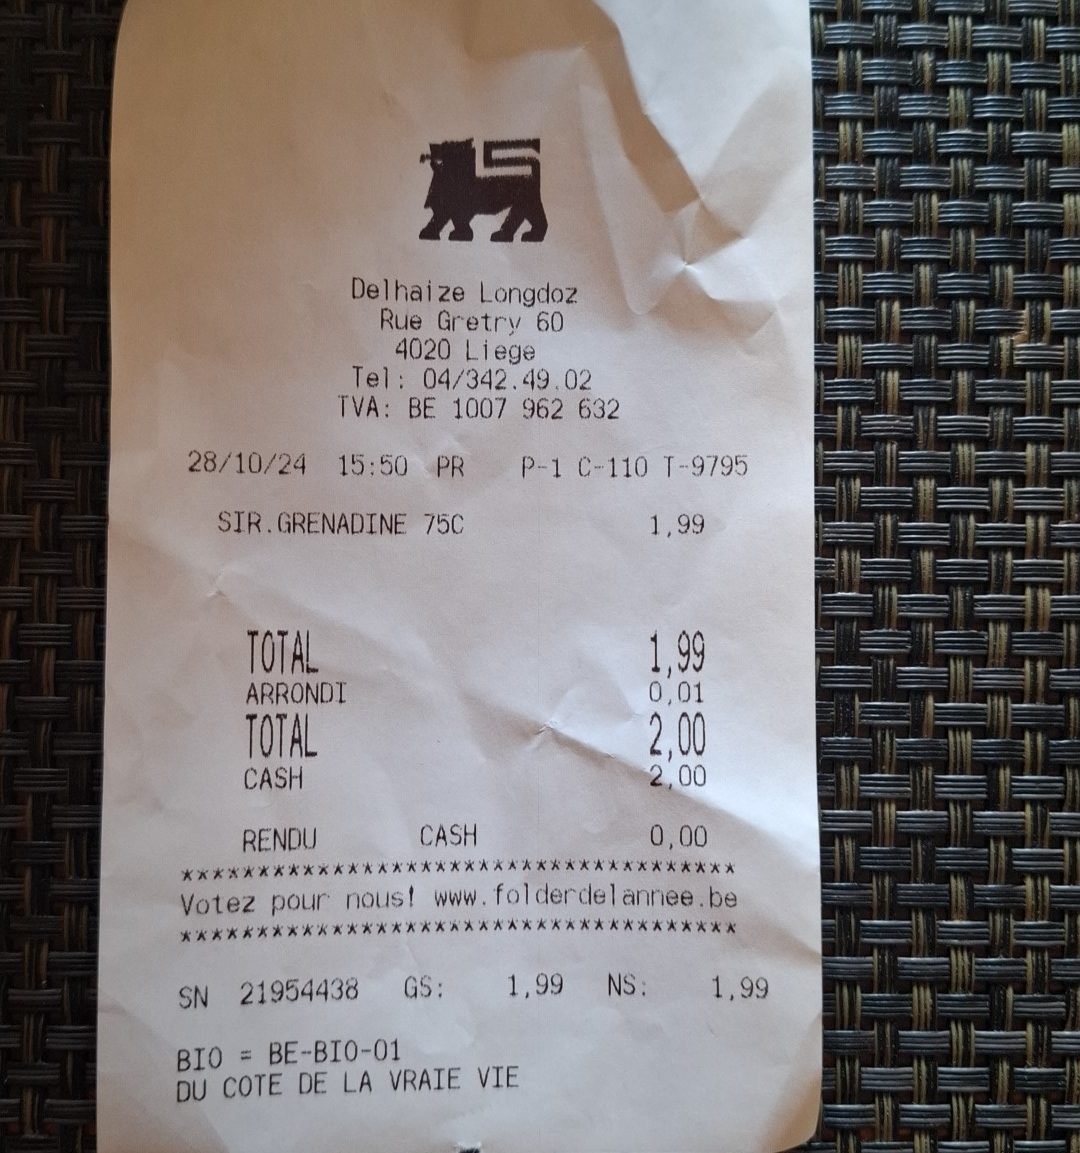 Delhaize Longdoz
Rue Gretry 60
4020 Liege
Tel: 04/342.49.02
TVA: BE 1007 962 632
28/10/24 15:50 PR P-1 C-110 T-9795
SIR.GRENADINE 75C 1,99
TOTAL 1,99
ARRONDI 0,01
TOTAL 2,00
CASH 2,00
RENDU CASH 0,00
*************************************
Votez pour nous! www.folderdelannee.be
*************************************
SN 21954438 GS: 1,99 NS: 1,99
BIO = BE-BIO-01
DU COTE DE LA VRAIE VIE